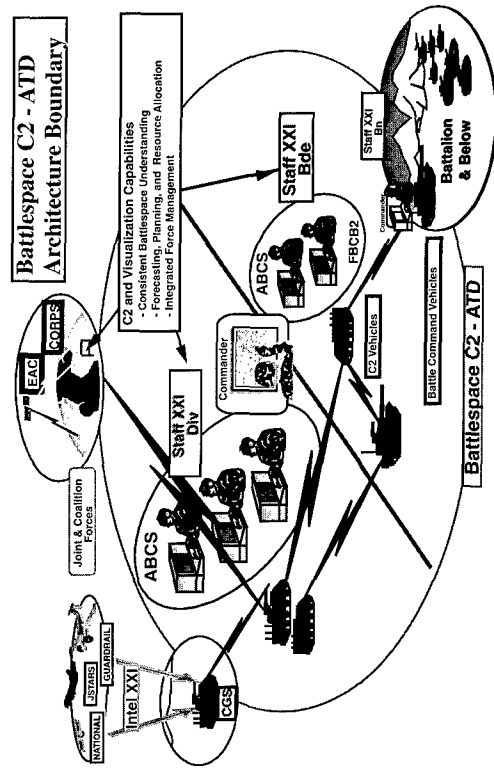 Battlespace C2 - ATD
Architecture Boundary
C2 and Visualization Capabilities
- Consistent Battlespace Understanding
- Forecasting, Planning, and Resource Allocation
- Integrated Force Management
EAC
CORPS
Joint & Coalition
Forces
NATIONAL
JSTARS
GUARDRAIL
Intel XXI
CGS
Staff XXI
Div
ABCS
Commander
Staff XXI
Bde
ABCS
FBCB2
Staff XXI
Bn
Commander
Battalion
& Below
C2 Vehicles
Battle Command Vehicles
Battlespace C2 - ATD